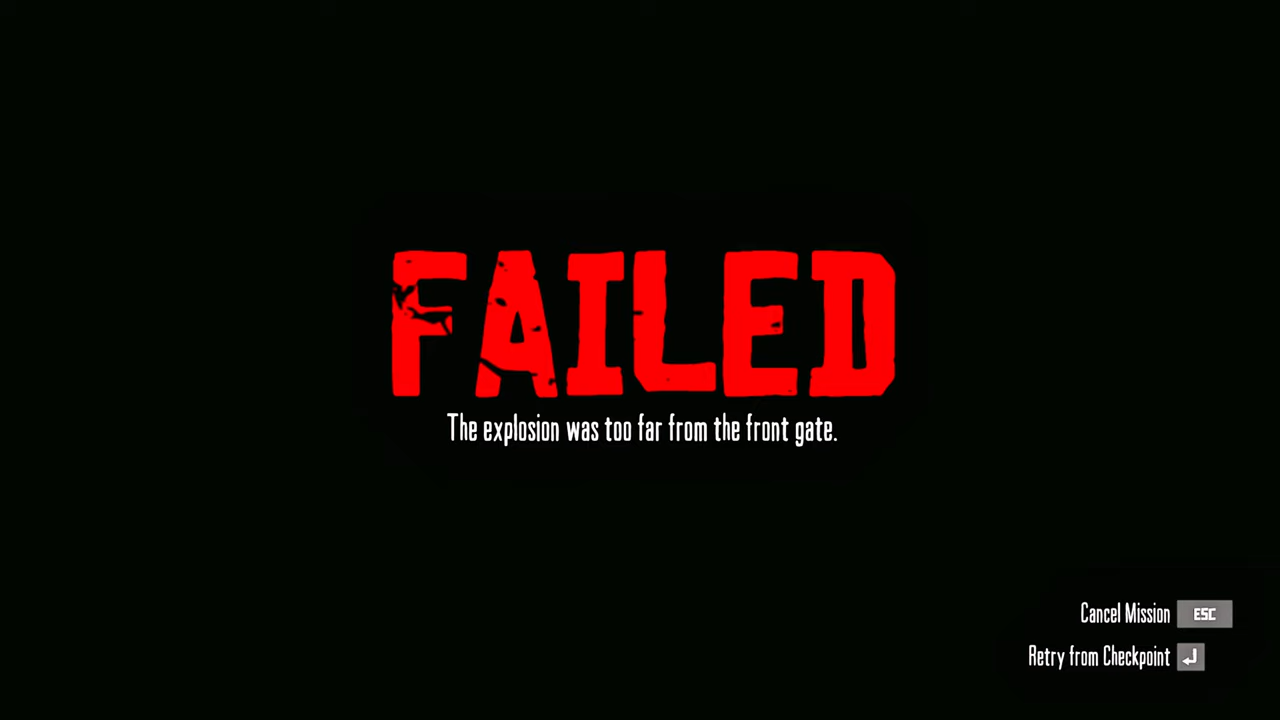 FAILED
The explosion was too far from the front gate.
Cancel Mission ESC
Retry from Checkpoint